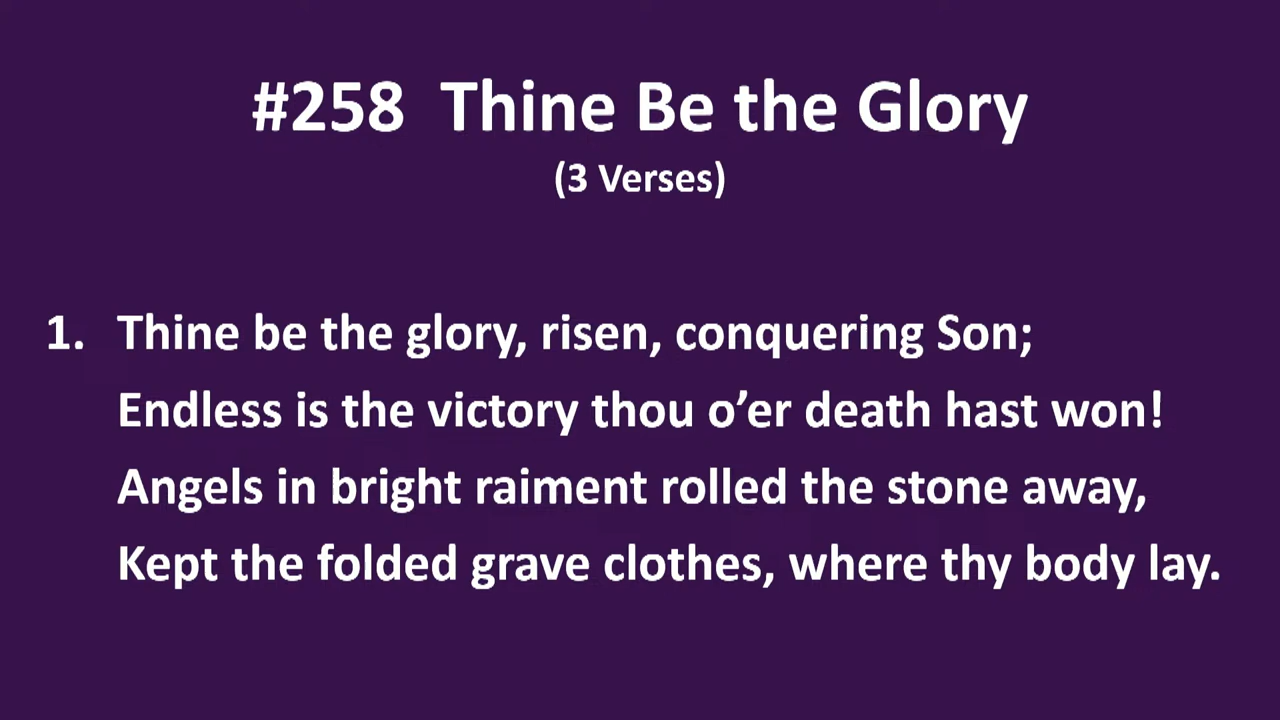 #258 Thine Be the Glory
(3 Verses)
1. Thine be the glory, risen, conquering Son;
Endless is the victory thou o’er death hast won!
Angels in bright raiment rolled the stone away,
Kept the folded grave clothes, where thy body lay.